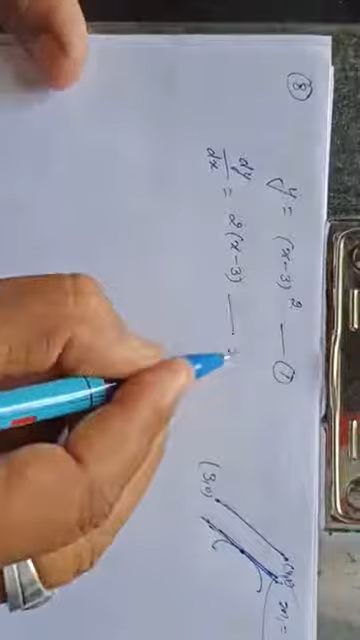 ⑧
y = (x-3)² — ①
dy/dx = 2(x-3) —
(3,0)